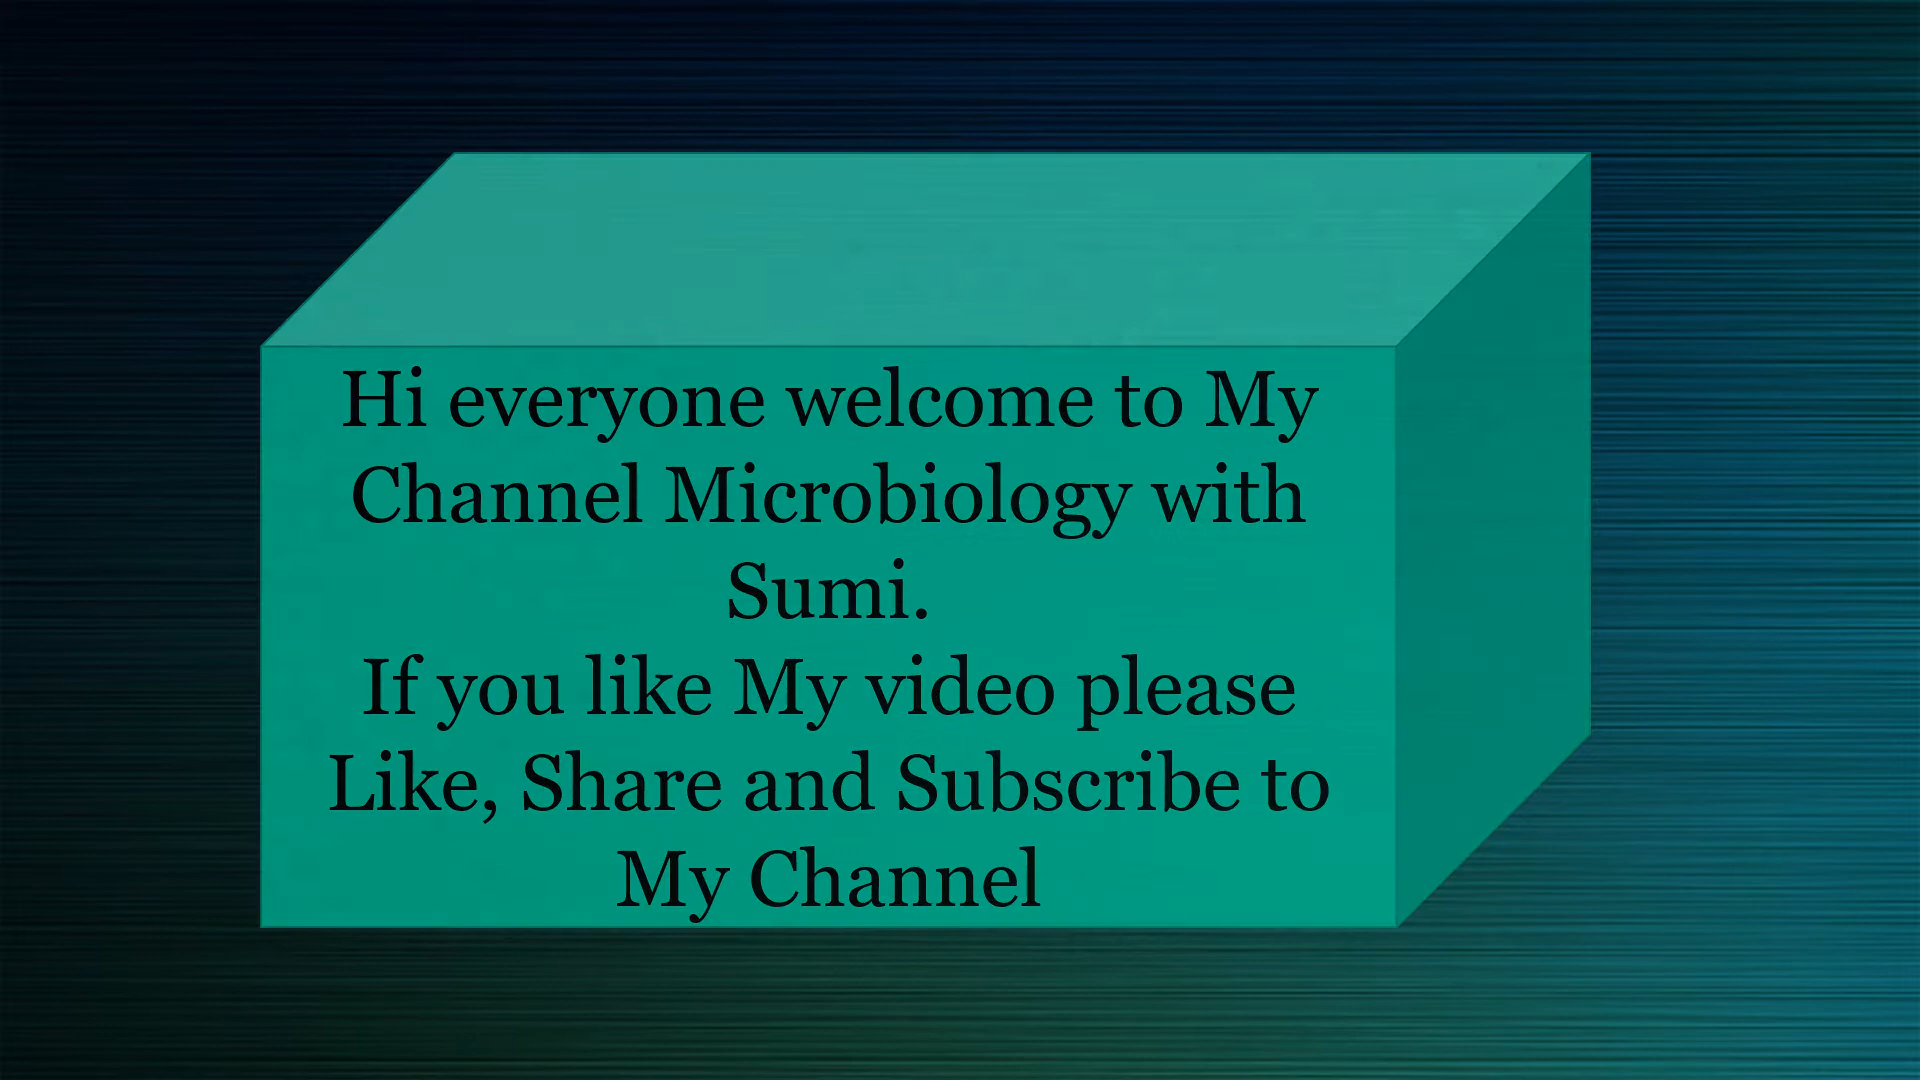 Hi everyone welcome to My
Channel Microbiology with
Sumi.
If you like My video please
Like, Share and Subscribe to
My Channel